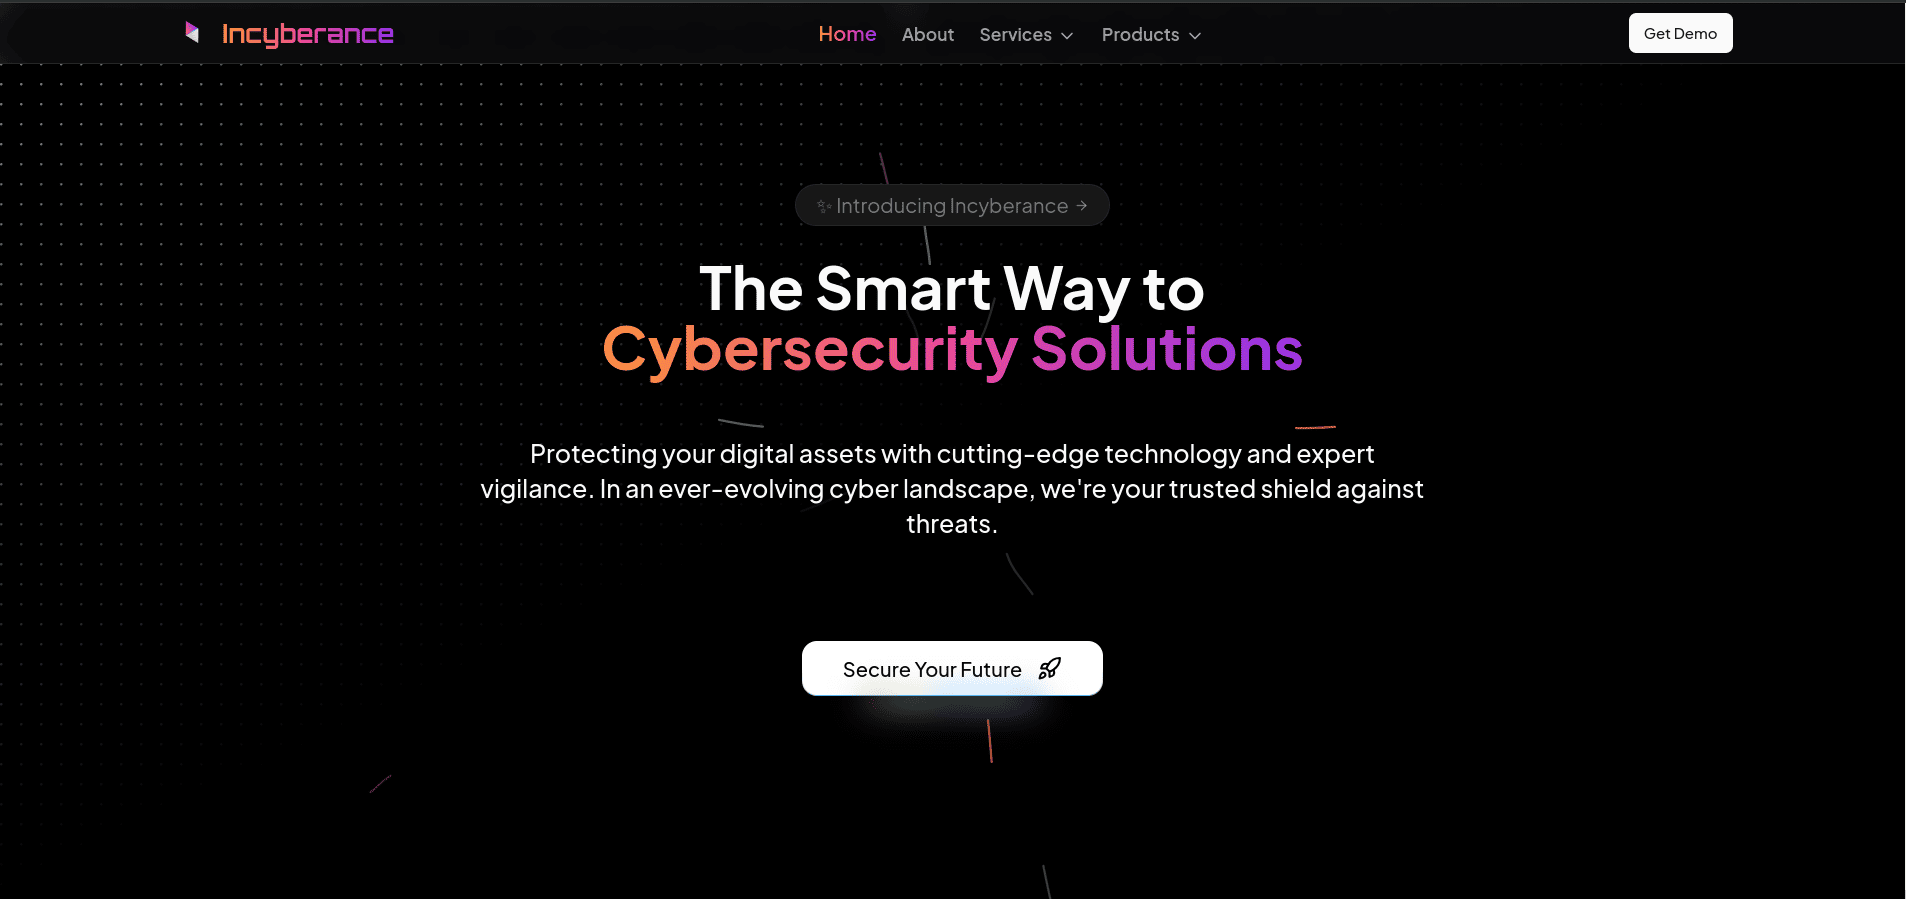 Incyberance
Home About Services Products
Get Demo
✨ Introducing Incyberance →
The Smart Way to
Cybersecurity Solutions
Protecting your digital assets with cutting-edge technology and expert
vigilance. In an ever-evolving cyber landscape, we're your trusted shield against
threats.
Secure Your Future